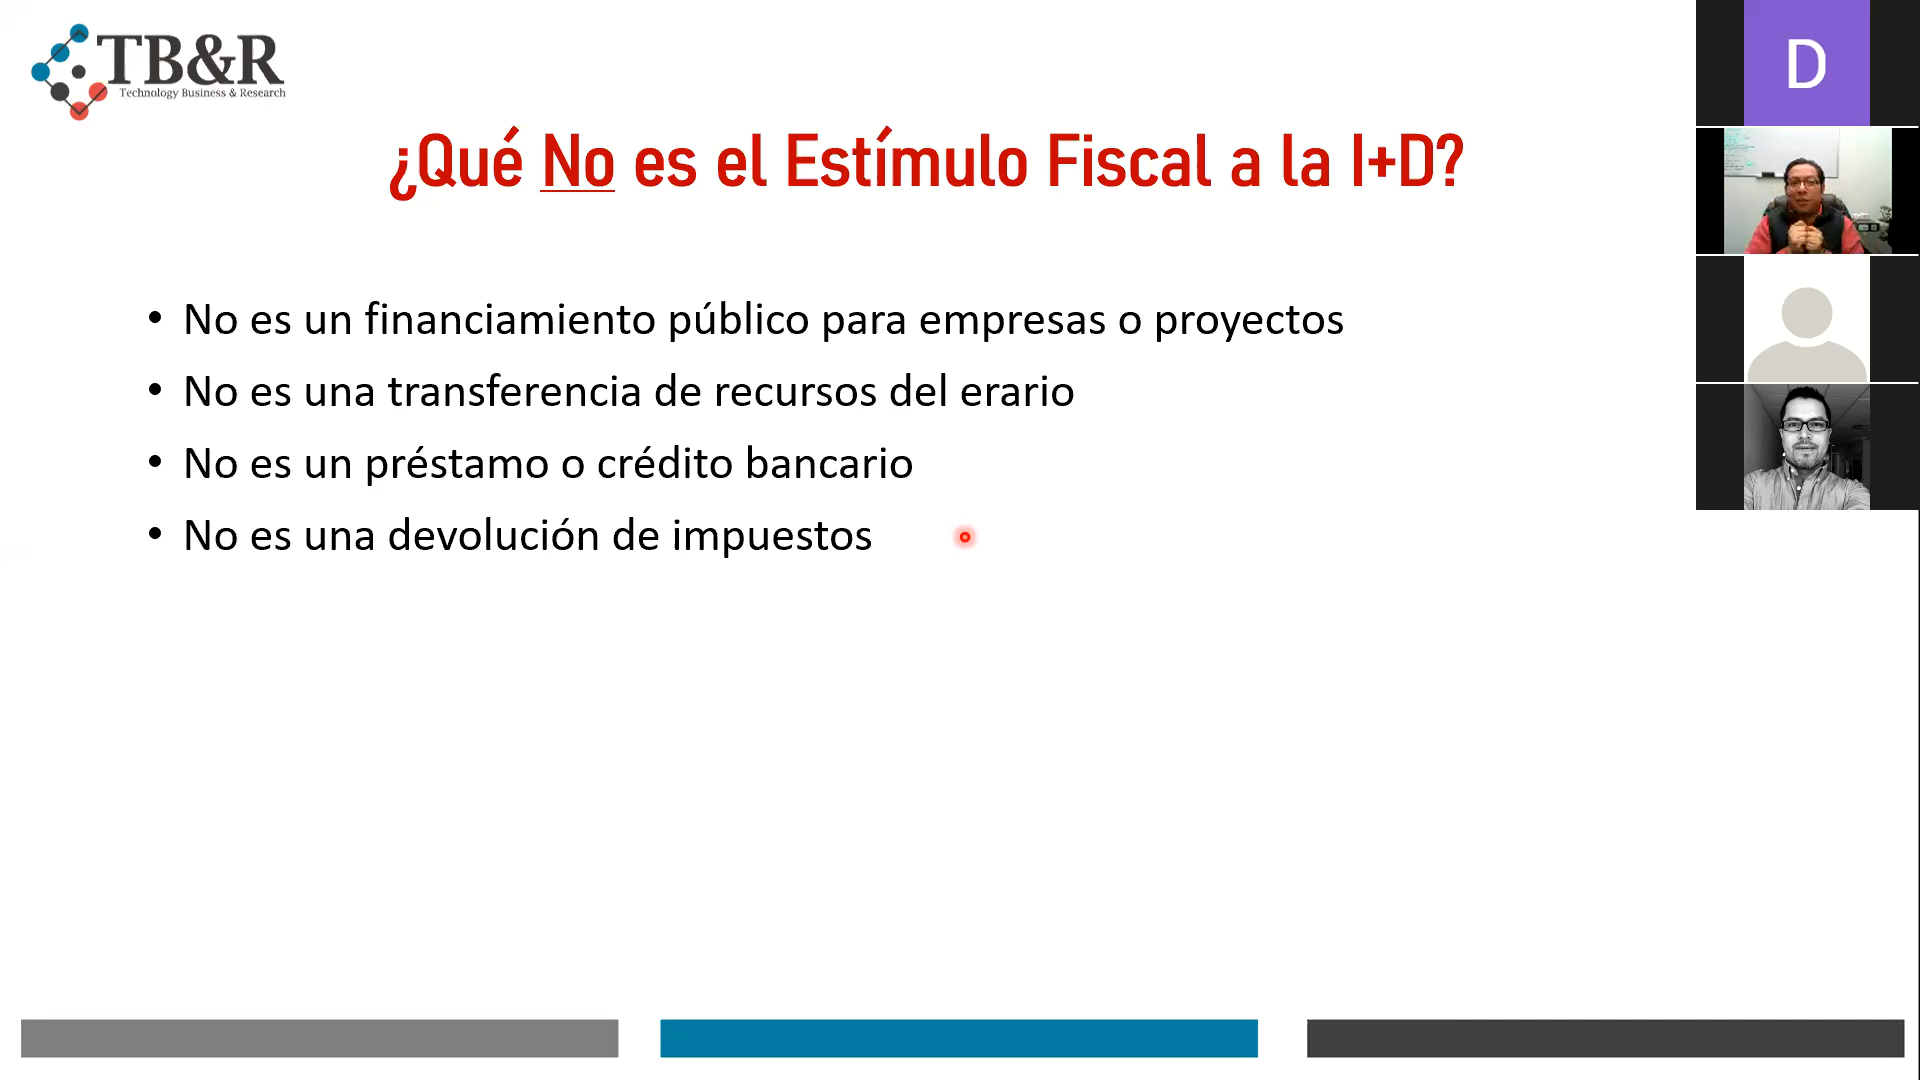 TB&R
Technology Business & Research
¿Qué No es el Estímulo Fiscal a la I+D?
• No es un financiamiento público para empresas o proyectos
• No es una transferencia de recursos del erario
• No es un préstamo o crédito bancario
• No es una devolución de impuestos
D